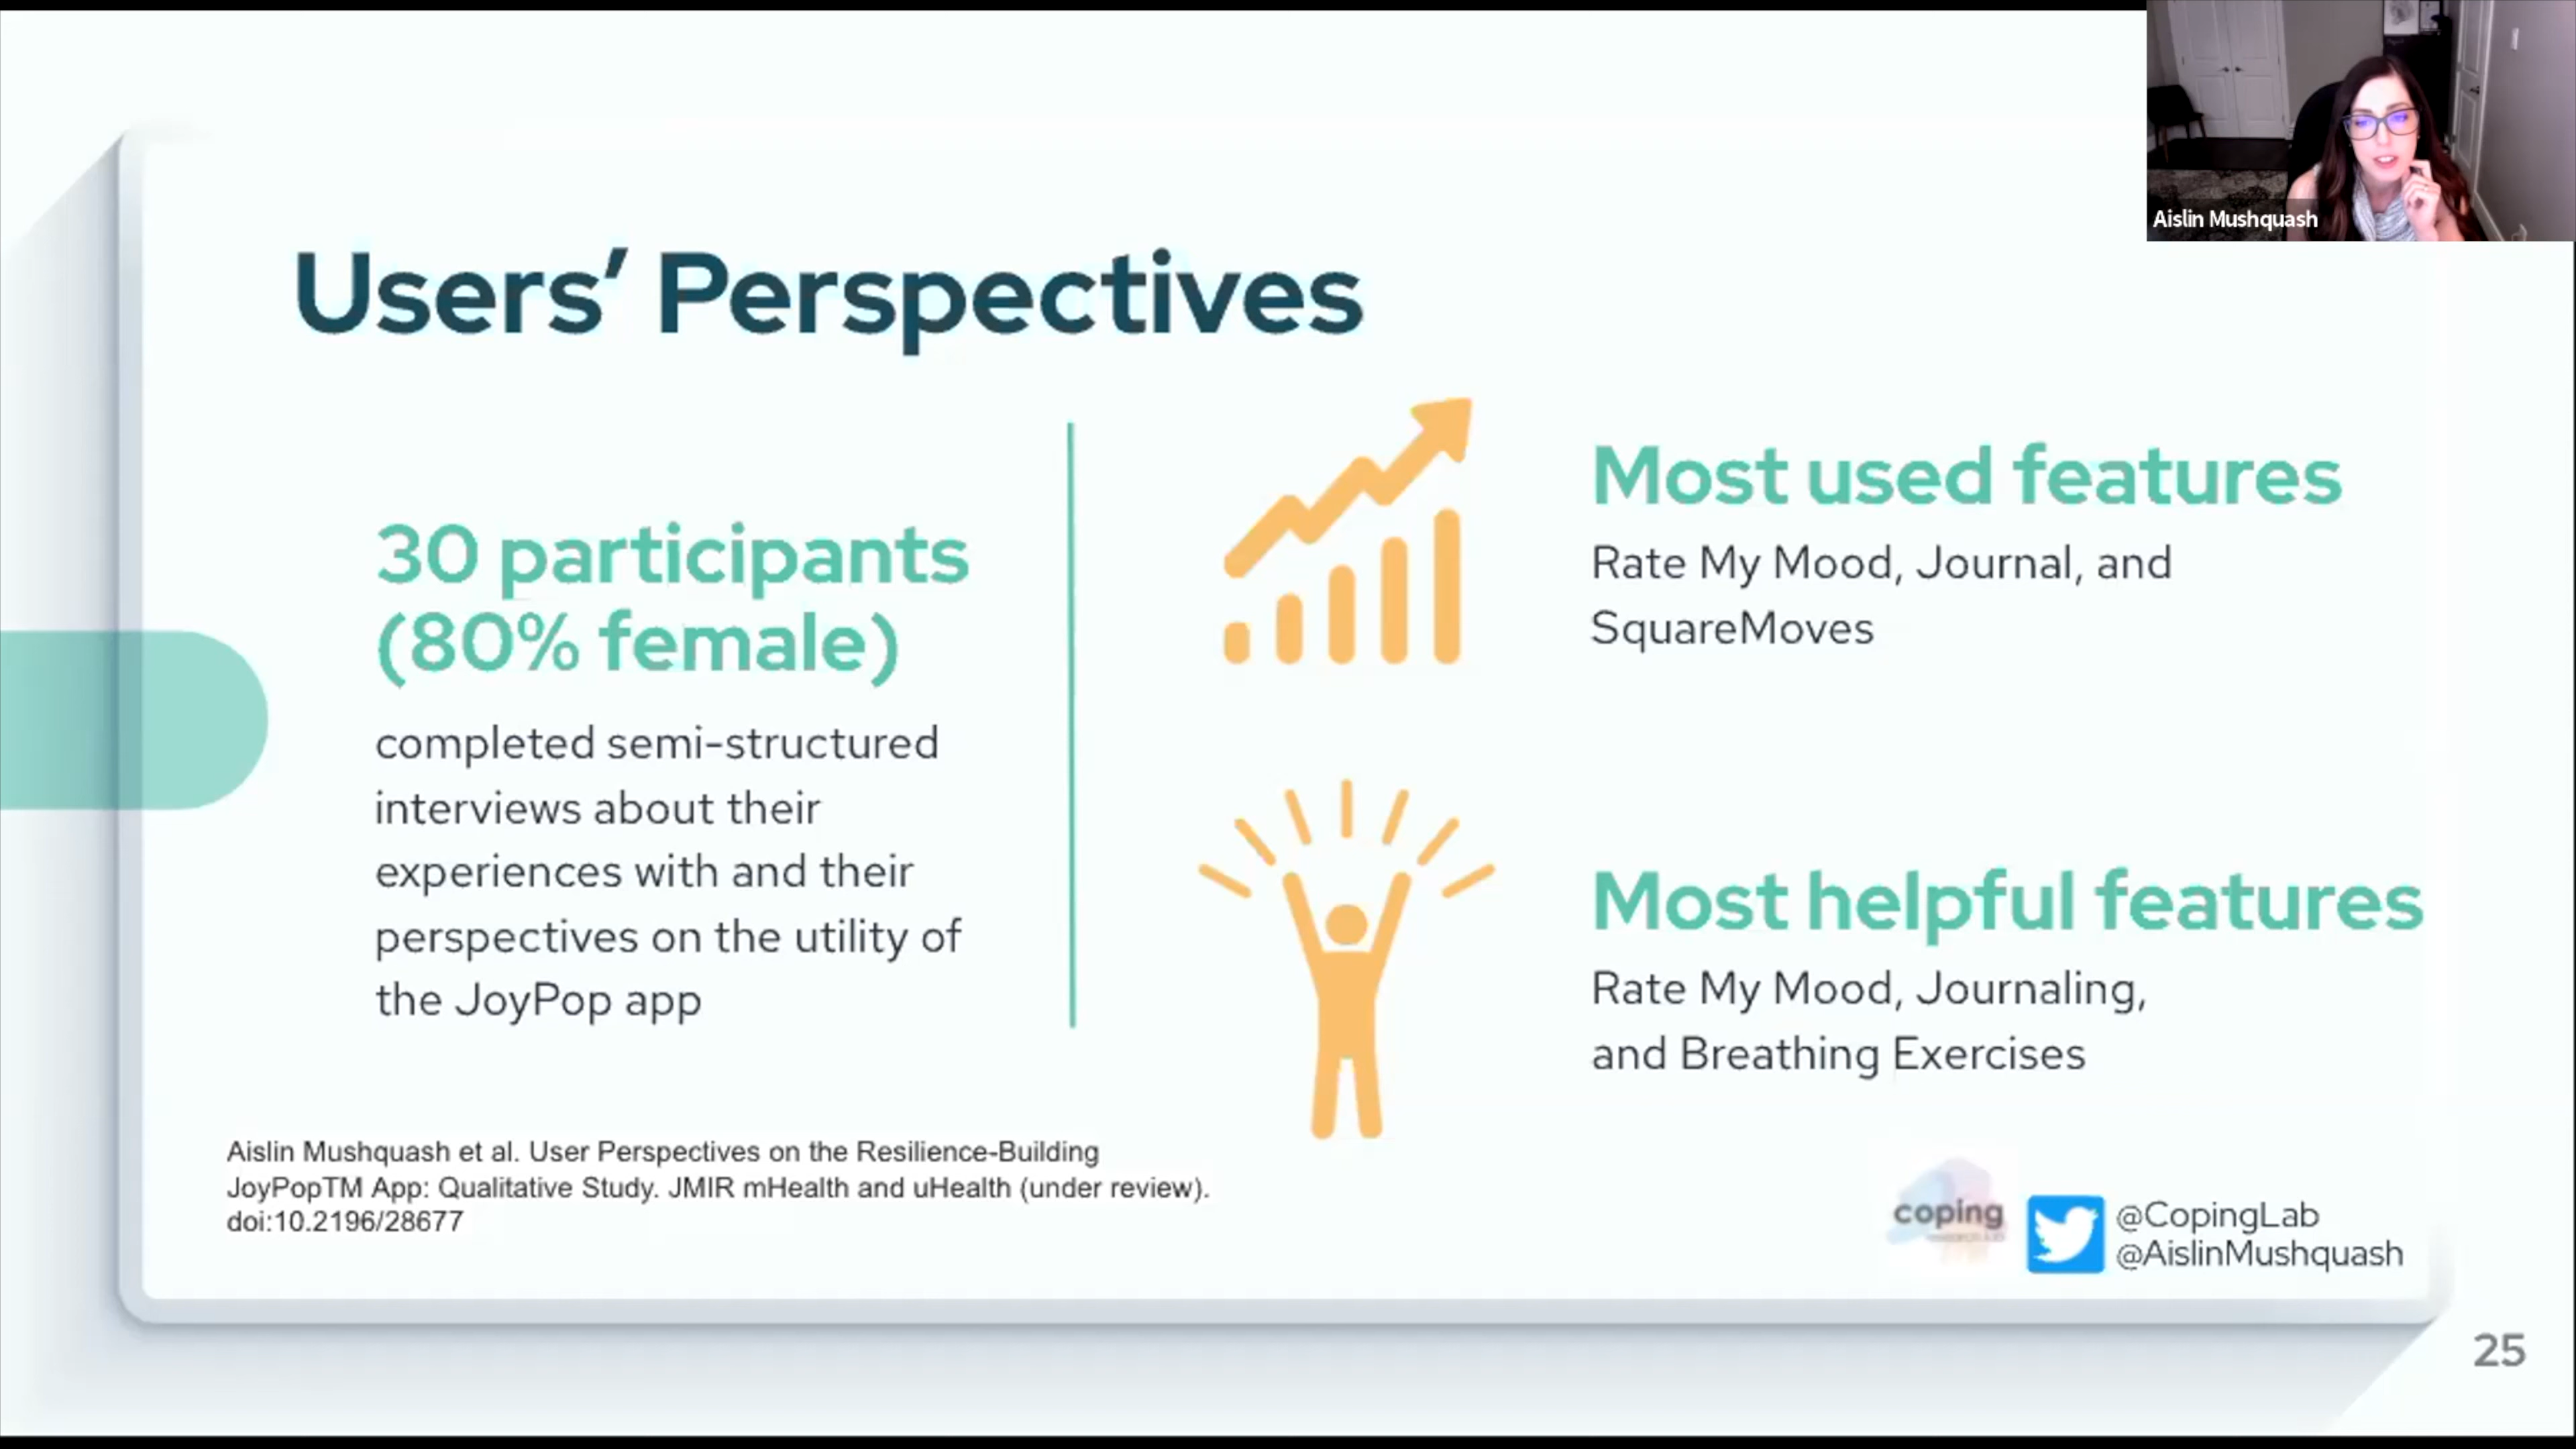 Aislin Mushquash
Users’ Perspectives
30 participants
(80% female)
completed semi-structured
interviews about their
experiences with and their
perspectives on the utility of
the JoyPop app
Most used features
Rate My Mood, Journal, and
SquareMoves
Most helpful features
Rate My Mood, Journaling,
and Breathing Exercises
Aislin Mushquash et al. User Perspectives on the Resilience-Building
JoyPopTM App: Qualitative Study. JMIR mHealth and uHealth (under review).
doi:10.2196/28677
coping
@CopingLab
@AislinMushquash
25